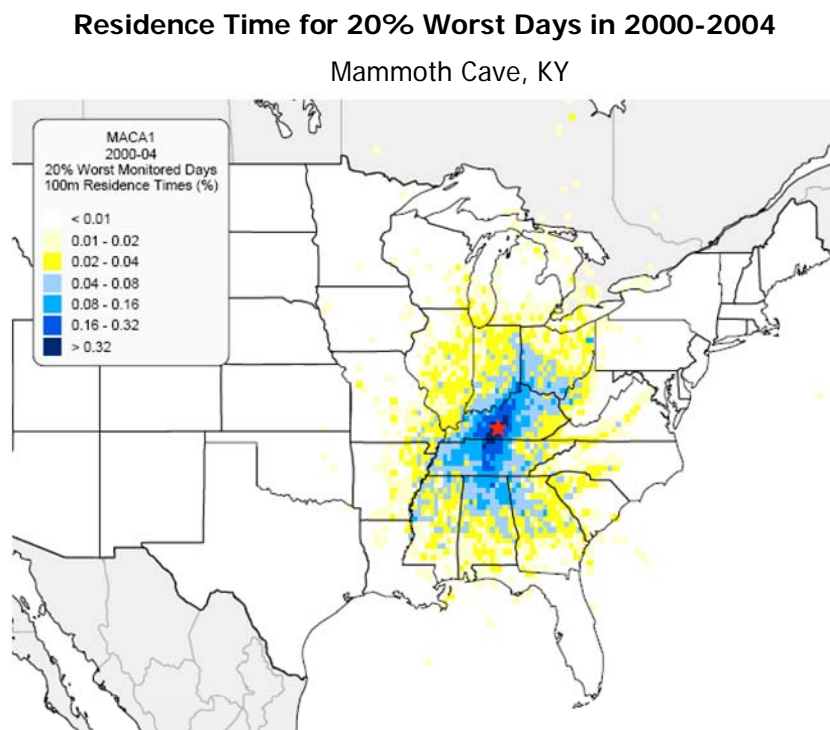 Residence Time for 20% Worst Days in 2000-2004
Mammoth Cave, KY
MACA1
2000-04
20% Worst Monitored Days
100m Residence Times (%)
< 0.01
0.01 - 0.02
0.02 - 0.04
0.04 - 0.08
0.08 - 0.16
0.16 - 0.32
> 0.32